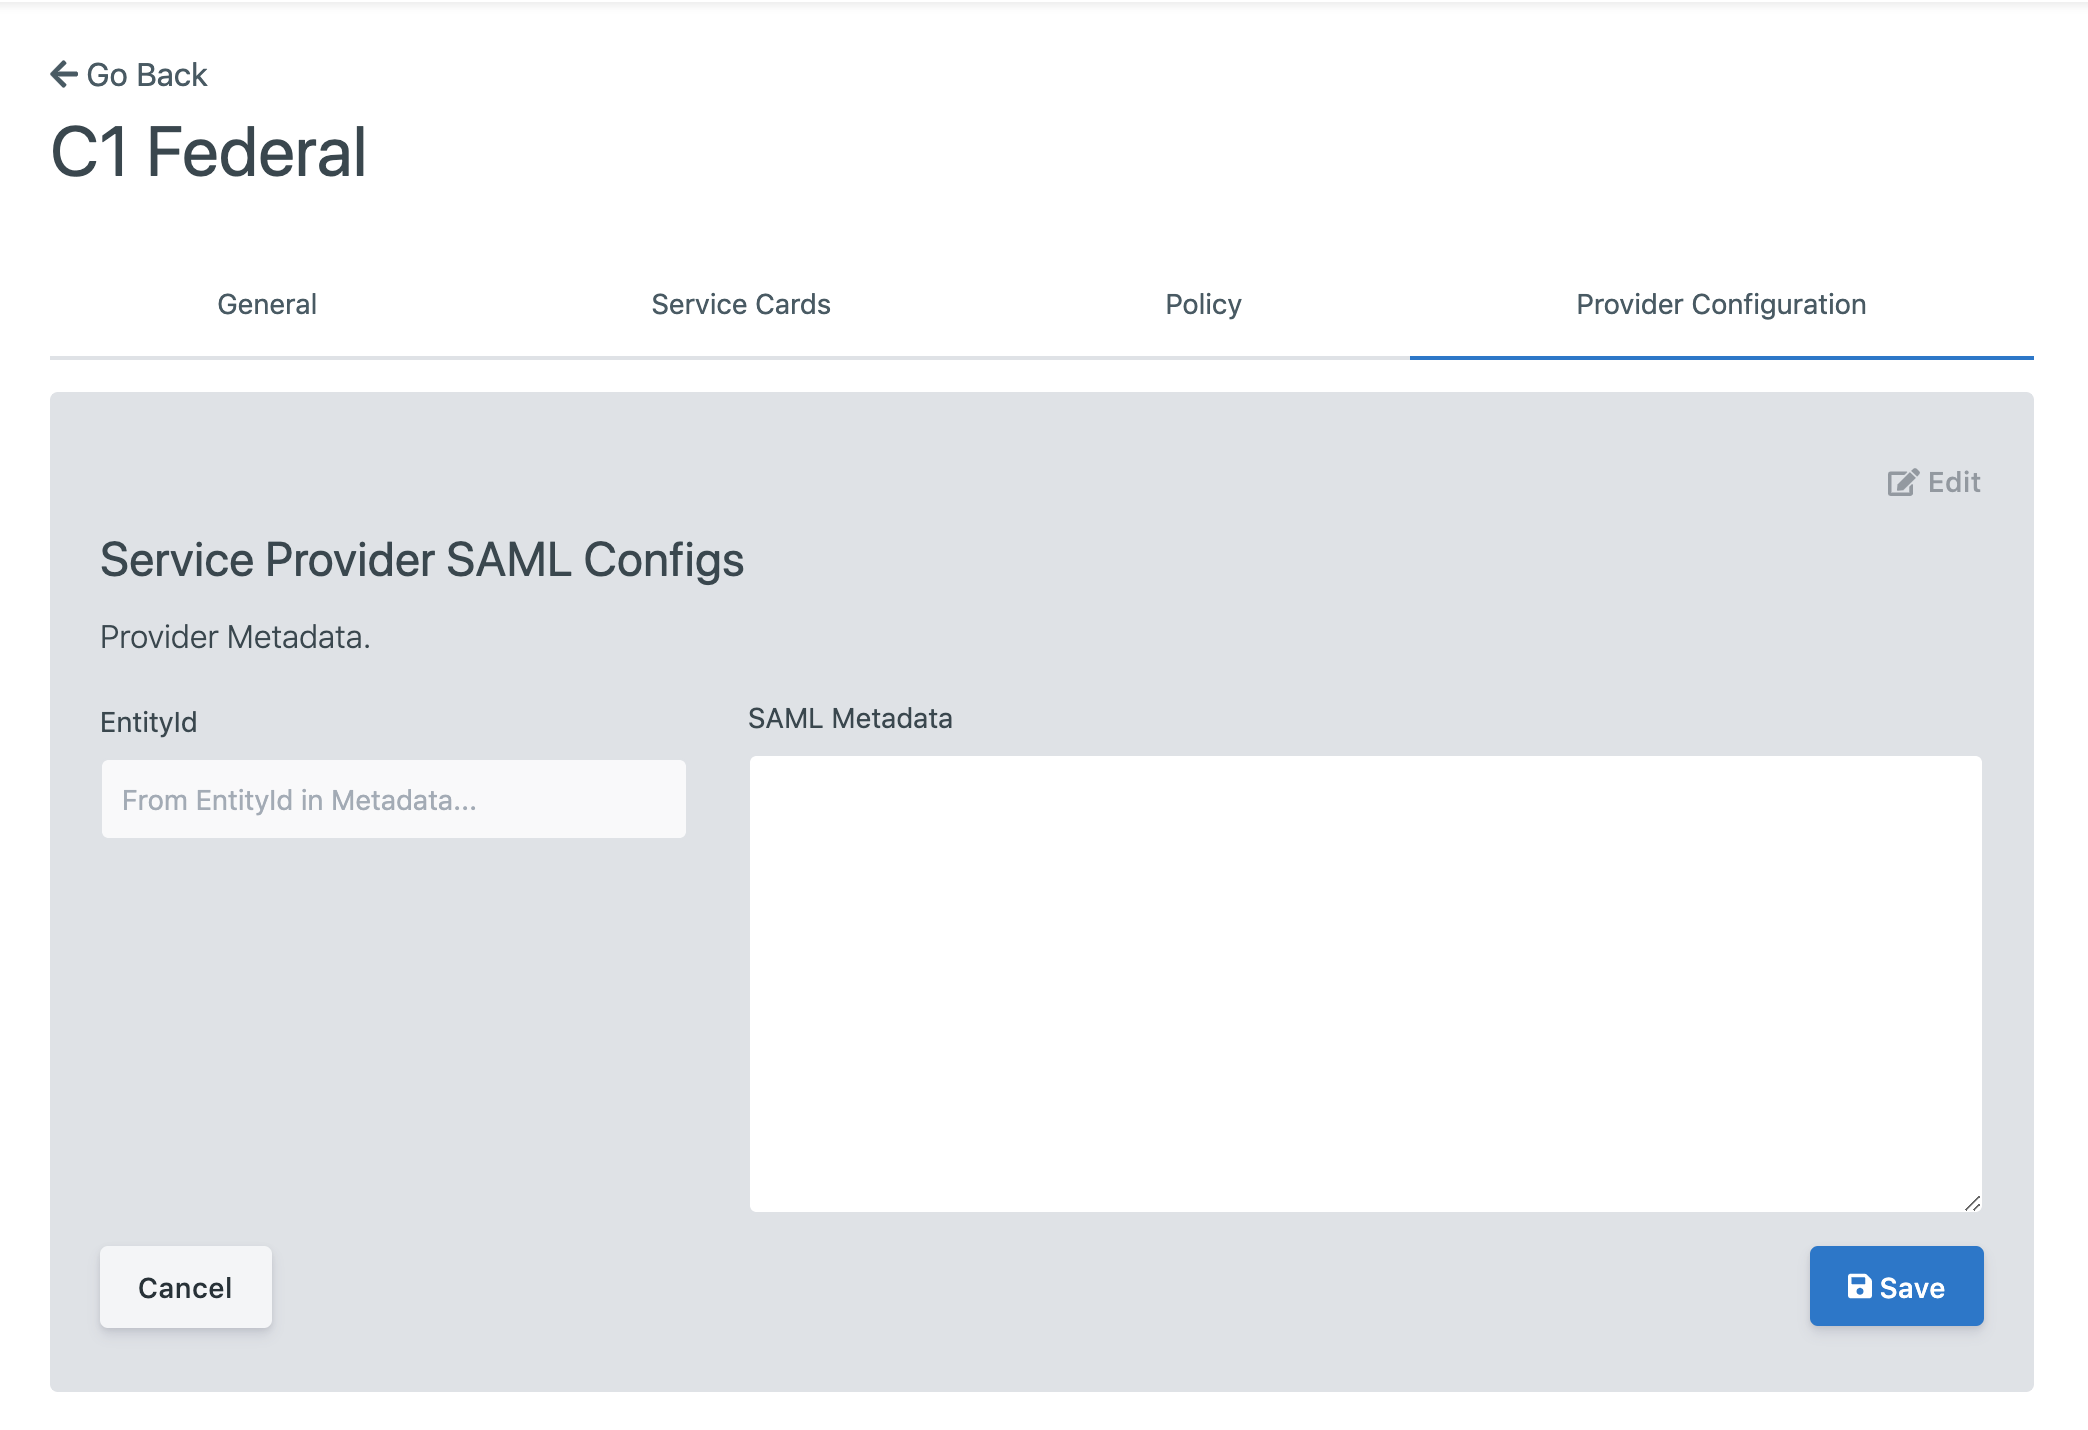 Go Back
C1 Federal
General
Service Cards
Policy
Provider Configuration
Edit
Service Provider SAML Configs
Provider Metadata.
EntityId
SAML Metadata
From EntityId in Metadata...
Cancel
Save